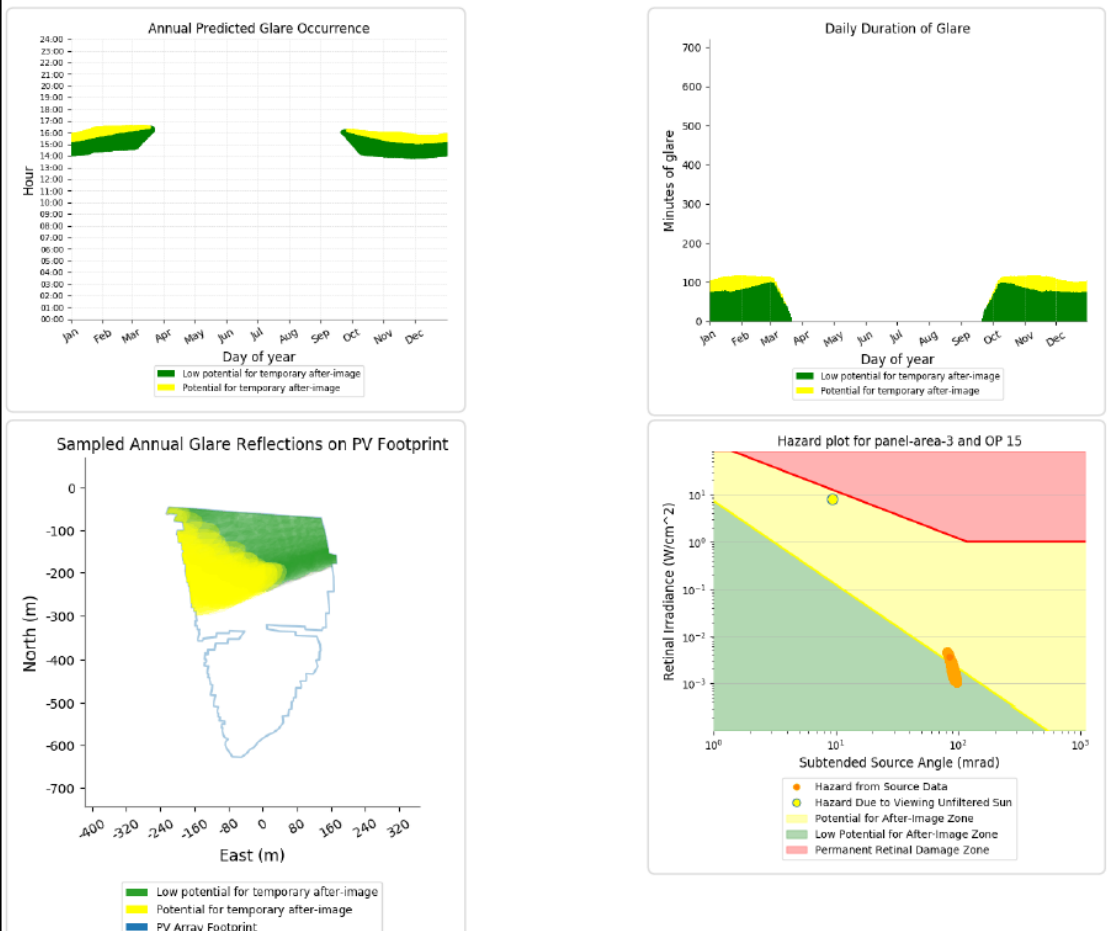 Annual Predicted Glare Occurrence
24:00
23:00
22:00
21:00
20:00
19:00
18:00
17:00
16:00
15:00
14:00
13:00
12:00
11:00
10:00
09:00
08:00
07:00
06:00
05:00
04:00
03:00
02:00
01:00
00:00
Hour
Jan Feb Mar Apr May Jun Jul Aug Sep Oct Nov Dec
Day of year
Low potential for temporary after-image
Potential for temporary after-image
Daily Duration of Glare
700
600
500
400
300
200
100
0
Minutes of glare
Jan Feb Mar Apr May Jun Jul Aug Sep Oct Nov Dec
Day of year
Low potential for temporary after-image
Potential for temporary after-image
Sampled Annual Glare Reflections on PV Footprint
0
-100
-200
-300
-400
-500
-600
-700
North (m)
-400 -320 -240 -160 -80 0 80 160 240 320
East (m)
Low potential for temporary after-image
Potential for temporary after-image
PV Array Footprint
Hazard plot for panel-area-3 and OP 15
10¹
10⁰
10⁻¹
10⁻²
10⁻³
Retinal Irradiance (W/cm^2)
10⁰ 10¹ 10² 10³
Subtended Source Angle (mrad)
Hazard from Source Data
Hazard Due to Viewing Unfiltered Sun
Potential for After-Image Zone
Low Potential for After-Image Zone
Permanent Retinal Damage Zone